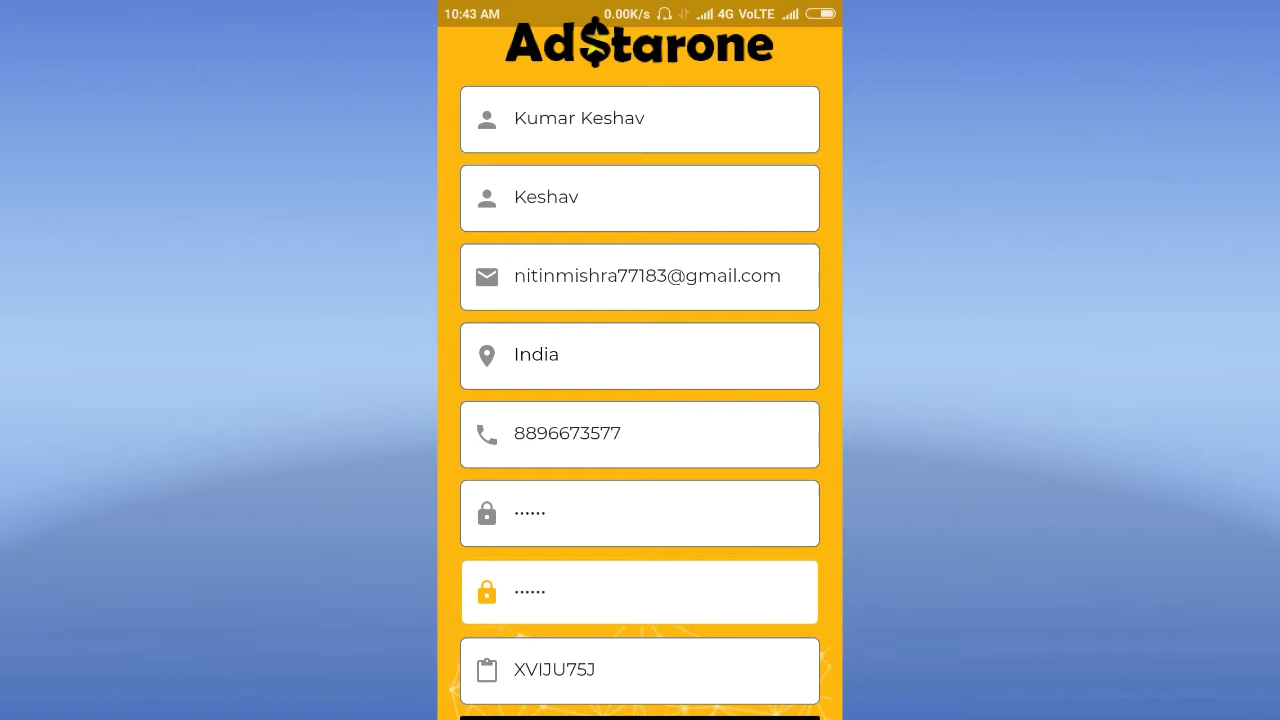 10:43 AM 0.00K/s 4G VoLTE
Ad$tarone
Kumar Keshav
Keshav
nitinmishra77183@gmail.com
India
8896673577
••••••
••••••
XVIJU75J